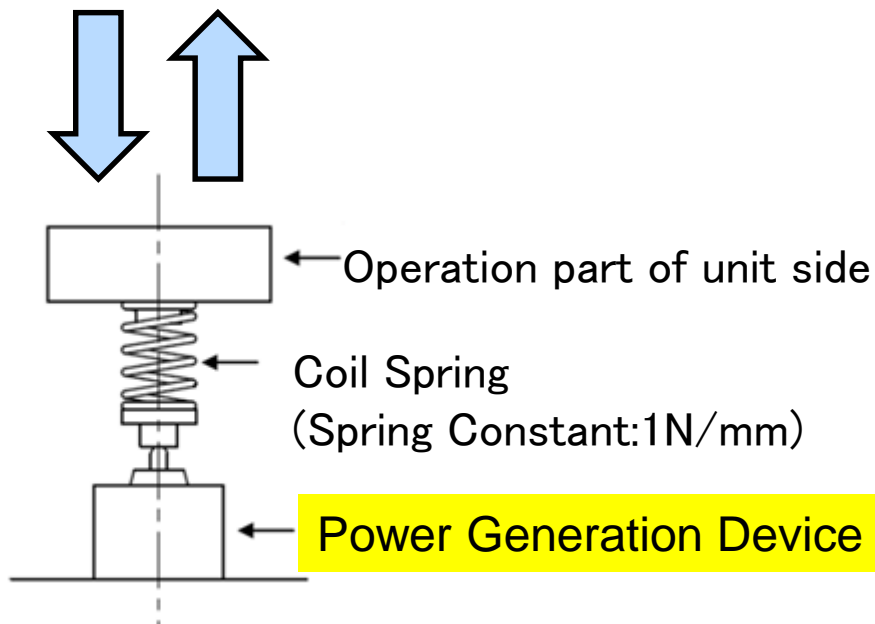 Operation part of unit side
Coil Spring
(Spring Constant:1N/mm)
Power Generation Device